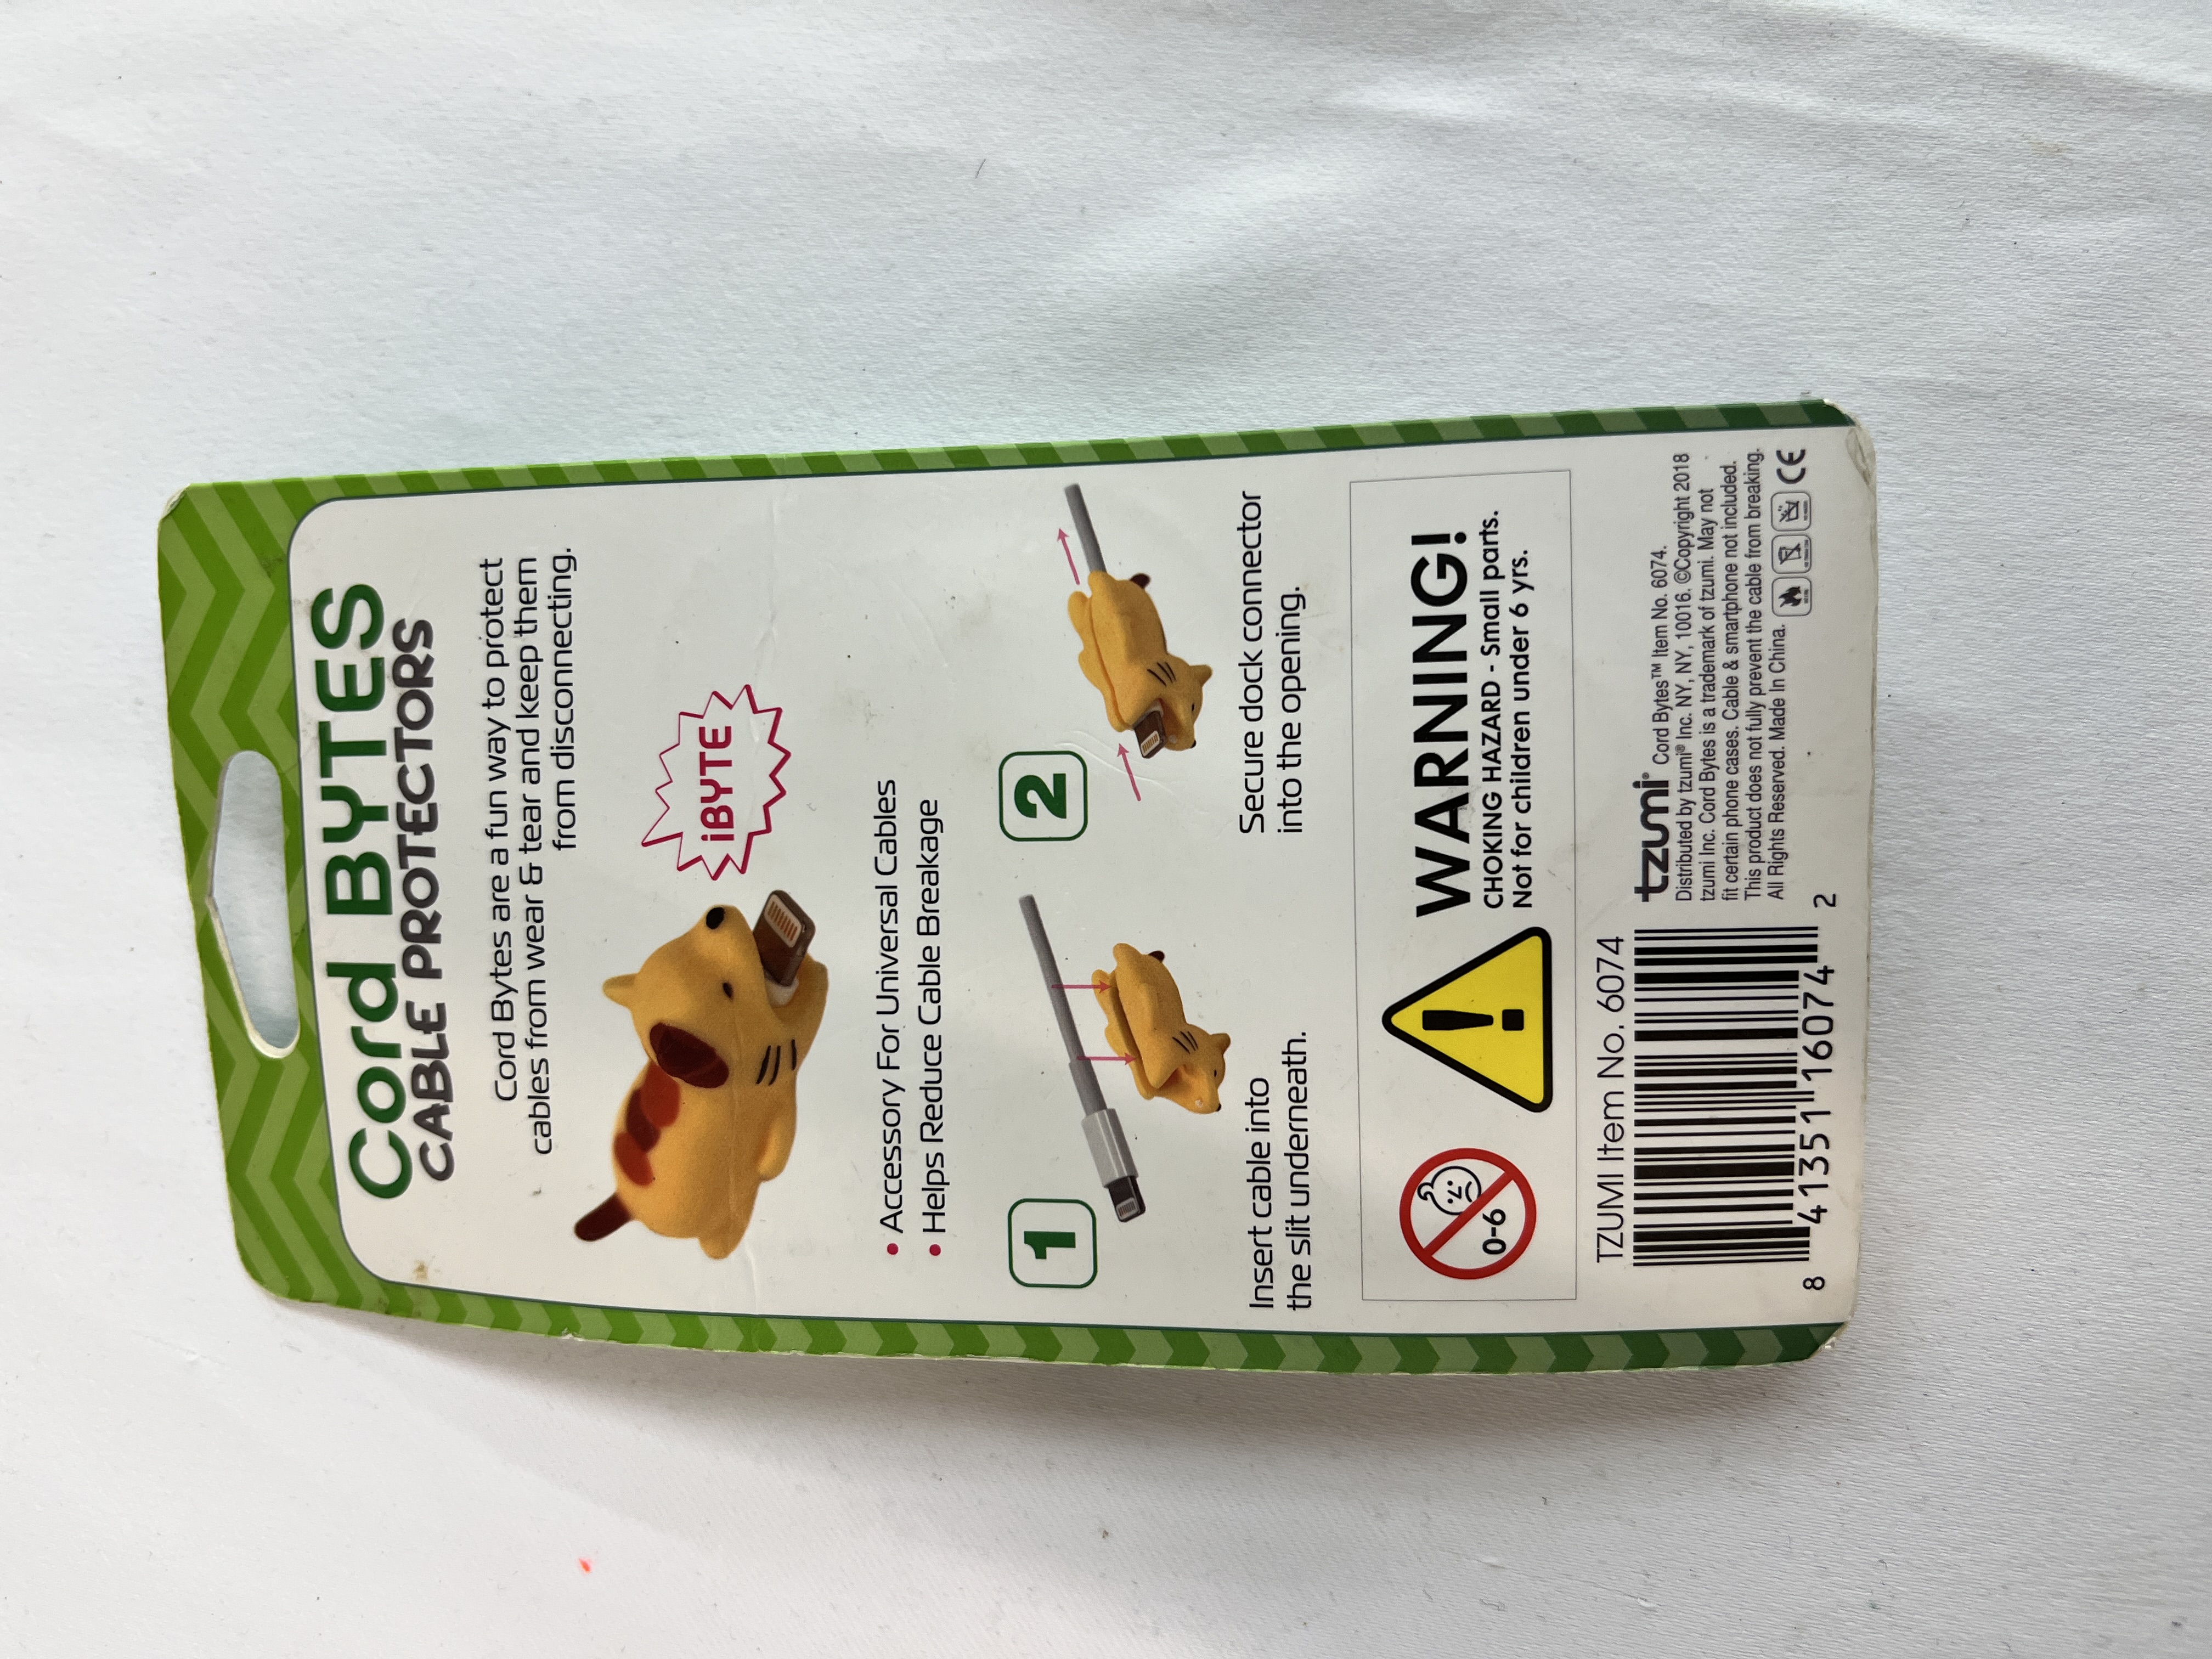 Cord BYTES
CABLE PROTECTORS
Cord Bytes are a fun way to protect
cables from wear & tear and keep them
from disconnecting.
iBYTE
• Accessory For Universal Cables
• Helps Reduce Cable Breakage
1
Insert cable into
the slit underneath.
2
Secure dock connector
into the opening.
0-6
WARNING!
CHOKING HAZARD - Small parts.
Not for children under 6 yrs.
TZUMI Item No. 6074
8 41351 16074 2
tzumi® Cord Bytes™ Item No. 6074.
Distributed by tzumi® Inc. NY, NY, 10016. ©Copyright 2018
tzumi Inc. Cord Bytes is a trademark of tzumi. May not
fit certain phone cases. Cable & smartphone not included.
This product does not fully prevent the cable from breaking.
All Rights Reserved. Made In China.
CE